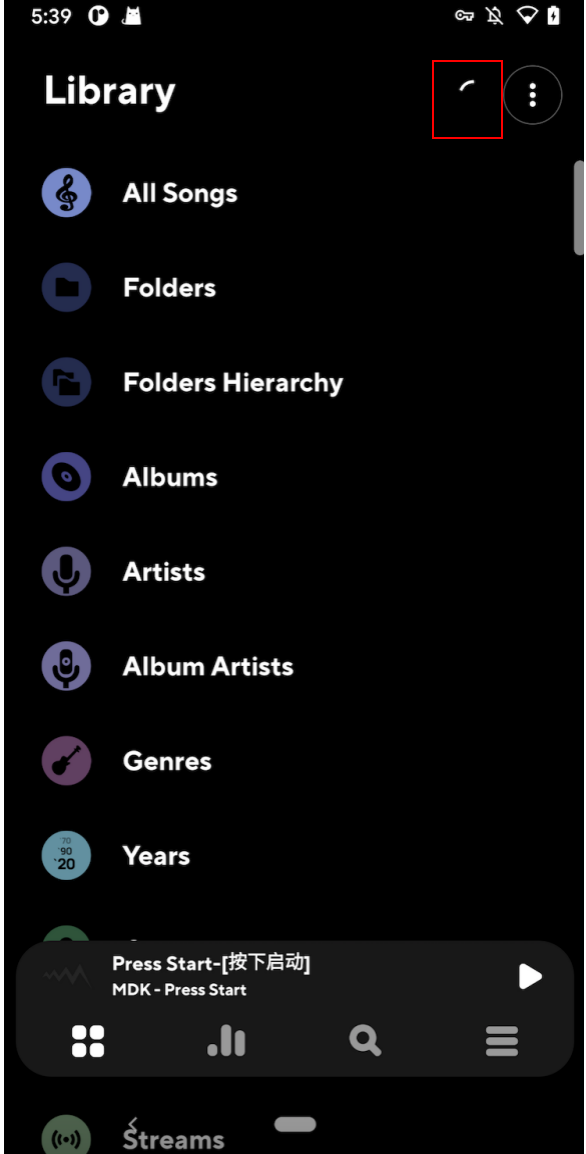 5:39
Library
All Songs
Folders
Folders Hierarchy
Albums
Artists
Album Artists
Genres
'70
'90
'20
Years
Press Start-[按下启动]
MDK - Press Start
Streams